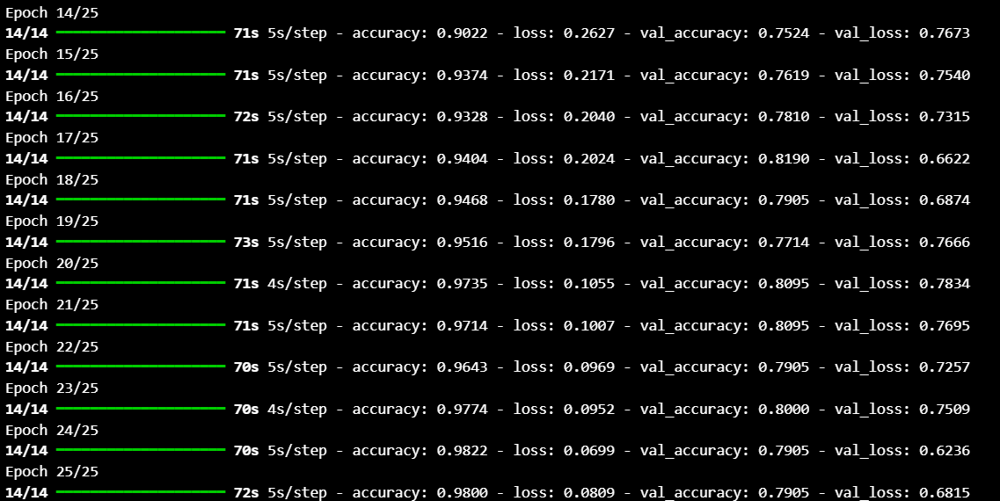 Epoch 14/25
14/14 ━━━━━━━━━━━━━━━━━━━━ 71s 5s/step - accuracy: 0.9022 - loss: 0.2627 - val_accuracy: 0.7524 - val_loss: 0.7673
Epoch 15/25
14/14 ━━━━━━━━━━━━━━━━━━━━ 71s 5s/step - accuracy: 0.9374 - loss: 0.2171 - val_accuracy: 0.7619 - val_loss: 0.7540
Epoch 16/25
14/14 ━━━━━━━━━━━━━━━━━━━━ 72s 5s/step - accuracy: 0.9328 - loss: 0.2040 - val_accuracy: 0.7810 - val_loss: 0.7315
Epoch 17/25
14/14 ━━━━━━━━━━━━━━━━━━━━ 71s 5s/step - accuracy: 0.9404 - loss: 0.2024 - val_accuracy: 0.8190 - val_loss: 0.6622
Epoch 18/25
14/14 ━━━━━━━━━━━━━━━━━━━━ 71s 5s/step - accuracy: 0.9468 - loss: 0.1780 - val_accuracy: 0.7905 - val_loss: 0.6874
Epoch 19/25
14/14 ━━━━━━━━━━━━━━━━━━━━ 73s 5s/step - accuracy: 0.9516 - loss: 0.1796 - val_accuracy: 0.7714 - val_loss: 0.7666
Epoch 20/25
14/14 ━━━━━━━━━━━━━━━━━━━━ 71s 4s/step - accuracy: 0.9735 - loss: 0.1055 - val_accuracy: 0.8095 - val_loss: 0.7834
Epoch 21/25
14/14 ━━━━━━━━━━━━━━━━━━━━ 71s 5s/step - accuracy: 0.9714 - loss: 0.1007 - val_accuracy: 0.8095 - val_loss: 0.7695
Epoch 22/25
14/14 ━━━━━━━━━━━━━━━━━━━━ 70s 5s/step - accuracy: 0.9643 - loss: 0.0969 - val_accuracy: 0.7905 - val_loss: 0.7257
Epoch 23/25
14/14 ━━━━━━━━━━━━━━━━━━━━ 70s 4s/step - accuracy: 0.9774 - loss: 0.0952 - val_accuracy: 0.8000 - val_loss: 0.7509
Epoch 24/25
14/14 ━━━━━━━━━━━━━━━━━━━━ 70s 5s/step - accuracy: 0.9822 - loss: 0.0699 - val_accuracy: 0.7905 - val_loss: 0.6236
Epoch 25/25
14/14 ━━━━━━━━━━━━━━━━━━━━ 72s 5s/step - accuracy: 0.9800 - loss: 0.0809 - val_accuracy: 0.7905 - val_loss: 0.6815